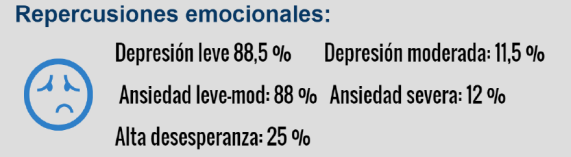 Repercusiones emocionales:
Depresión leve 88,5 % Depresión moderada: 11,5 %
Ansiedad leve-mod: 88 % Ansiedad severa: 12 %
Alta desesperanza: 25 %